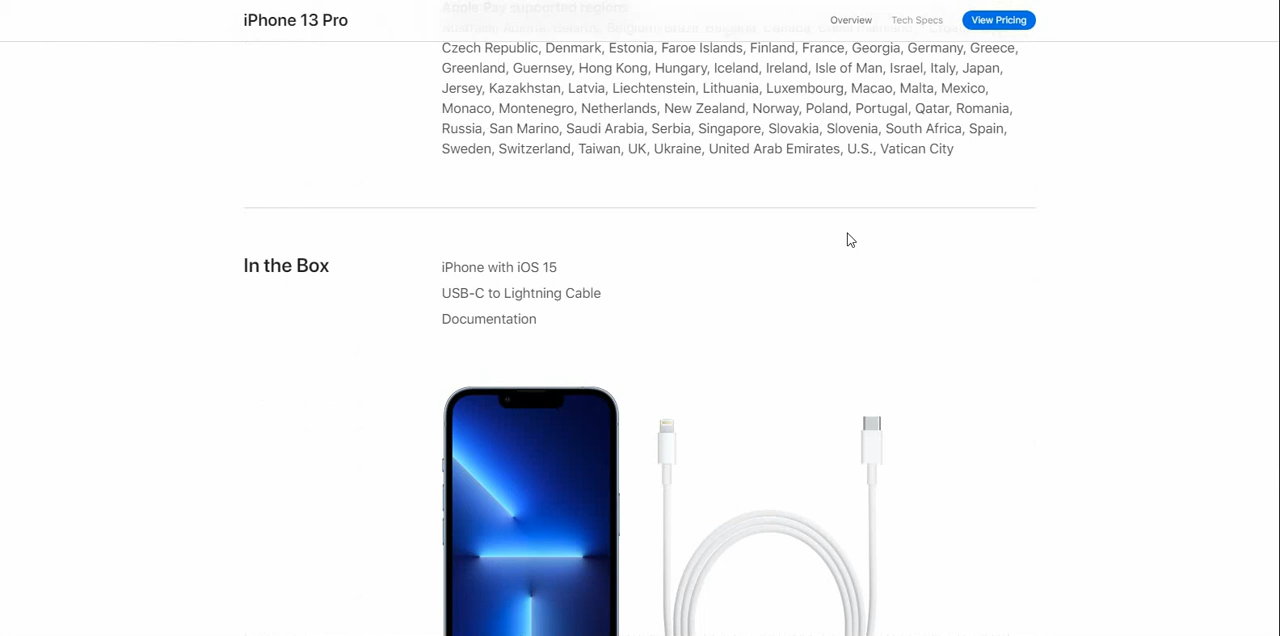 iPhone 13 Pro
Overview
Tech Specs
View Pricing
Apple Pay supported regions
Czech Republic, Denmark, Estonia, Faroe Islands, Finland, France, Georgia, Germany, Greece,
Greenland, Guernsey, Hong Kong, Hungary, Iceland, Ireland, Isle of Man, Israel, Italy, Japan,
Jersey, Kazakhstan, Latvia, Liechtenstein, Lithuania, Luxembourg, Macao, Malta, Mexico,
Monaco, Montenegro, Netherlands, New Zealand, Norway, Poland, Portugal, Qatar, Romania,
Russia, San Marino, Saudi Arabia, Serbia, Singapore, Slovakia, Slovenia, South Africa, Spain,
Sweden, Switzerland, Taiwan, UK, Ukraine, United Arab Emirates, U.S., Vatican City
In the Box
iPhone with iOS 15
USB-C to Lightning Cable
Documentation